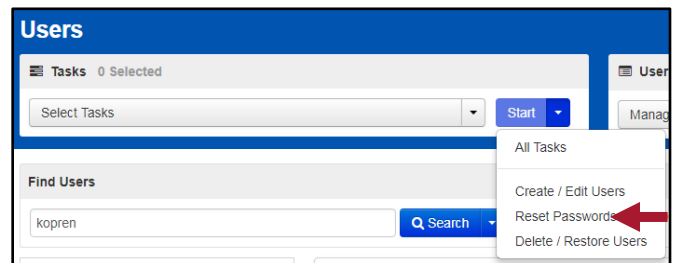 Users
Tasks 0 Selected
User
Select Tasks
Start
Manag
All Tasks
Find Users
Create / Edit Users
kopren
Search
Reset Passwords
Delete / Restore Users